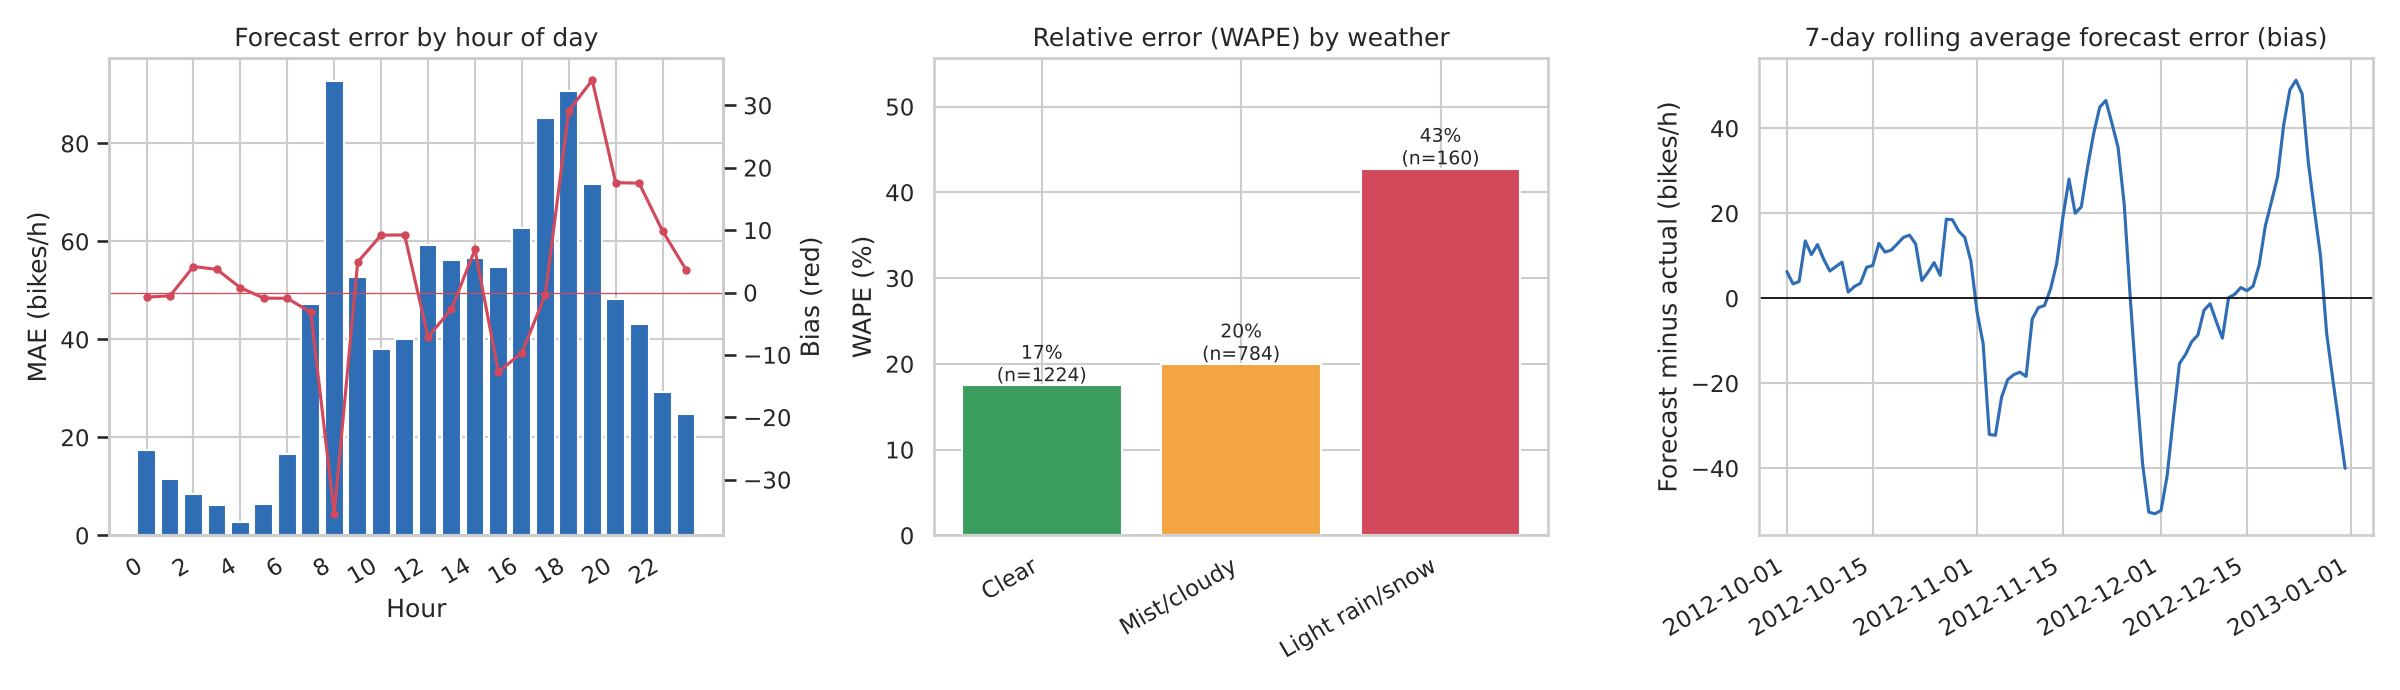 Forecast error by hour of day
MAE (bikes/h)
80
60
40
20
0
30
20
10
0
−10
−20
−30
Bias (red)
0 2 4 6 8 10 12 14 16 18 20 22
Hour
Relative error (WAPE) by weather
WAPE (%)
50
40
30
20
10
0
17%
(n=1224)
20%
(n=784)
43%
(n=160)
Clear
Mist/cloudy
Light rain/snow
7-day rolling average forecast error (bias)
Forecast minus actual (bikes/h)
40
20
0
−20
−40
2012-10-01
2012-10-15
2012-11-01
2012-11-15
2012-12-01
2012-12-15
2013-01-01